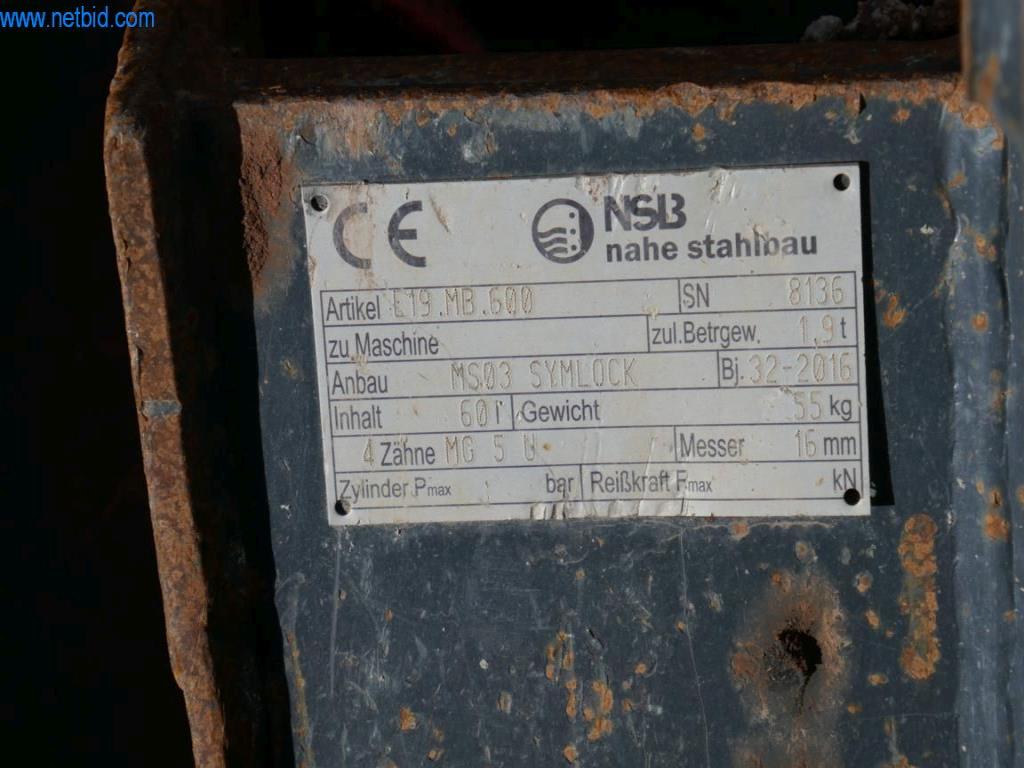 www.netbid.com
CE NSB
nahe stahlbau
Artikel E19.MB.600 SN 8136
zu Maschine zul.Betrgew. 1,9 t
Anbau MS03 SYMLOCK Bj. 32-2016
Inhalt 60 l Gewicht 55 kg
4 Zähne MG 5 U Messer 16 mm
Zylinder Pmax bar Reißkraft Fmax kN